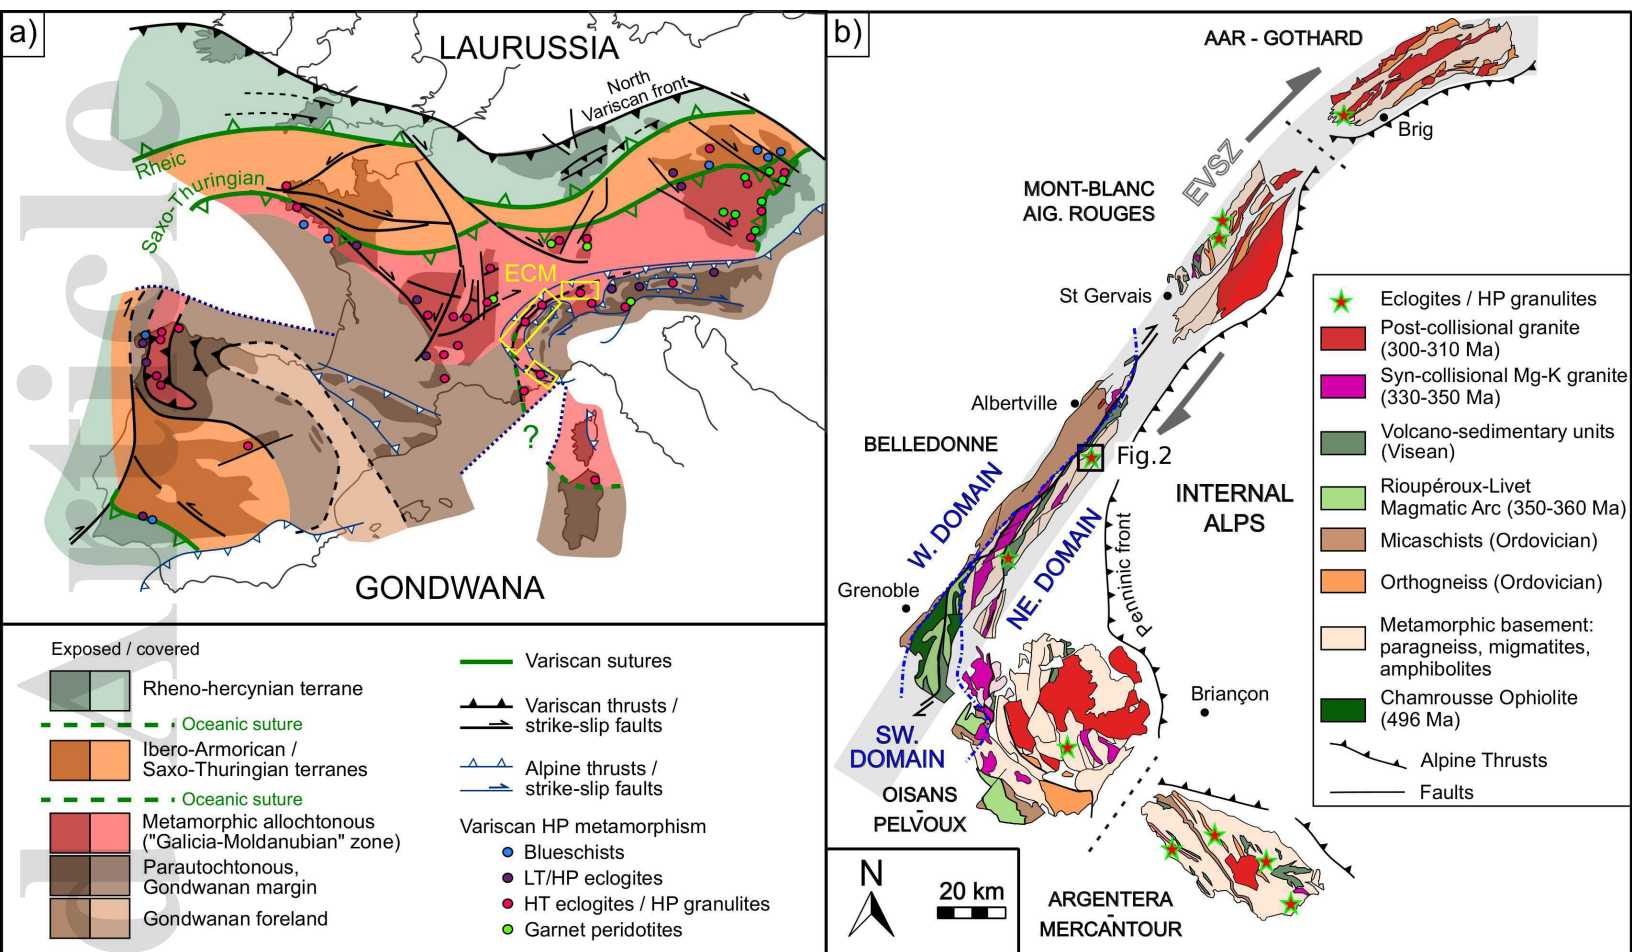 a)
LAURUSSIA
North
Variscan front
Rheic
Saxo-Thuringian
ECM
?
GONDWANA
Exposed / covered
Rheno-hercynian terrane
Oceanic suture
Ibero-Armorican /
Saxo-Thuringian terranes
Oceanic suture
Metamorphic allochtonous
("Galicia-Moldanubian" zone)
Parautochtonous,
Gondwanan margin
Gondwanan foreland
Variscan sutures
Variscan thrusts /
strike-slip faults
Alpine thrusts /
strike-slip faults
Variscan HP metamorphism
Blueschists
LT/HP eclogites
HT eclogites / HP granulites
Garnet peridotites
d Article
b)
AAR - GOTHARD
Brig
EVSZ
MONT-BLANC
AIG. ROUGES
St Gervais
Albertville
BELLEDONNE
Fig.2
W. DOMAIN
NE. DOMAIN
INTERNAL
ALPS
Grenoble
Penninic front
Briançon
SW.
DOMAIN
OISANS
-
PELVOUX
ARGENTERA
-
MERCANTOUR
N
20 km
Eclogites / HP granulites
Post-collisional granite
(300-310 Ma)
Syn-collisional Mg-K granite
(330-350 Ma)
Volcano-sedimentary units
(Visean)
Rioupéroux-Livet
Magmatic Arc (350-360 Ma)
Micaschists (Ordovician)
Orthogneiss (Ordovician)
Metamorphic basement:
paragneiss, migmatites,
amphibolites
Chamrousse Ophiolite
(496 Ma)
Alpine Thrusts
Faults